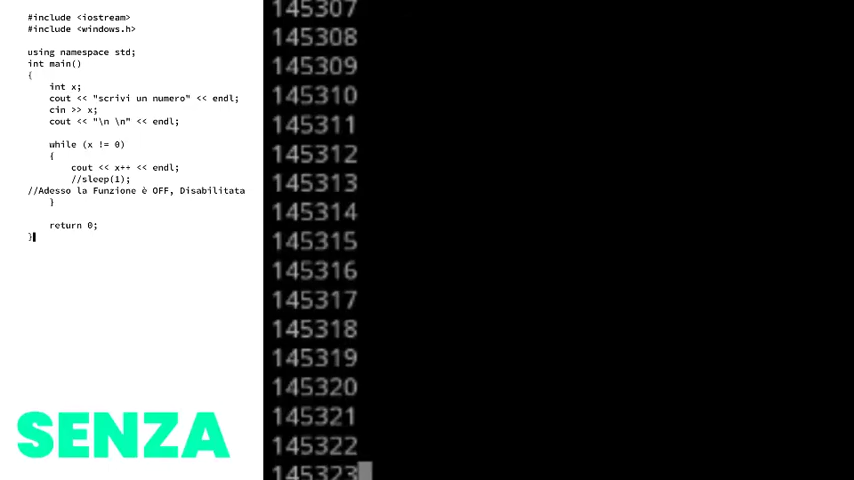 #include <iostream>
#include <windows.h>
using namespace std;
int main()
{
int x;
cout << "scrivi un numero" << endl;
cin >> x;
cout << "\n \n" << endl;
while (x != 0)
{
cout << x++ << endl;
//sleep(1);
//Adesso la Funzione è OFF, Disabilitata
}
return 0;
}
SENZA
145307
145308
145309
145310
145311
145312
145313
145314
145315
145316
145317
145318
145319
145320
145321
145322
145323